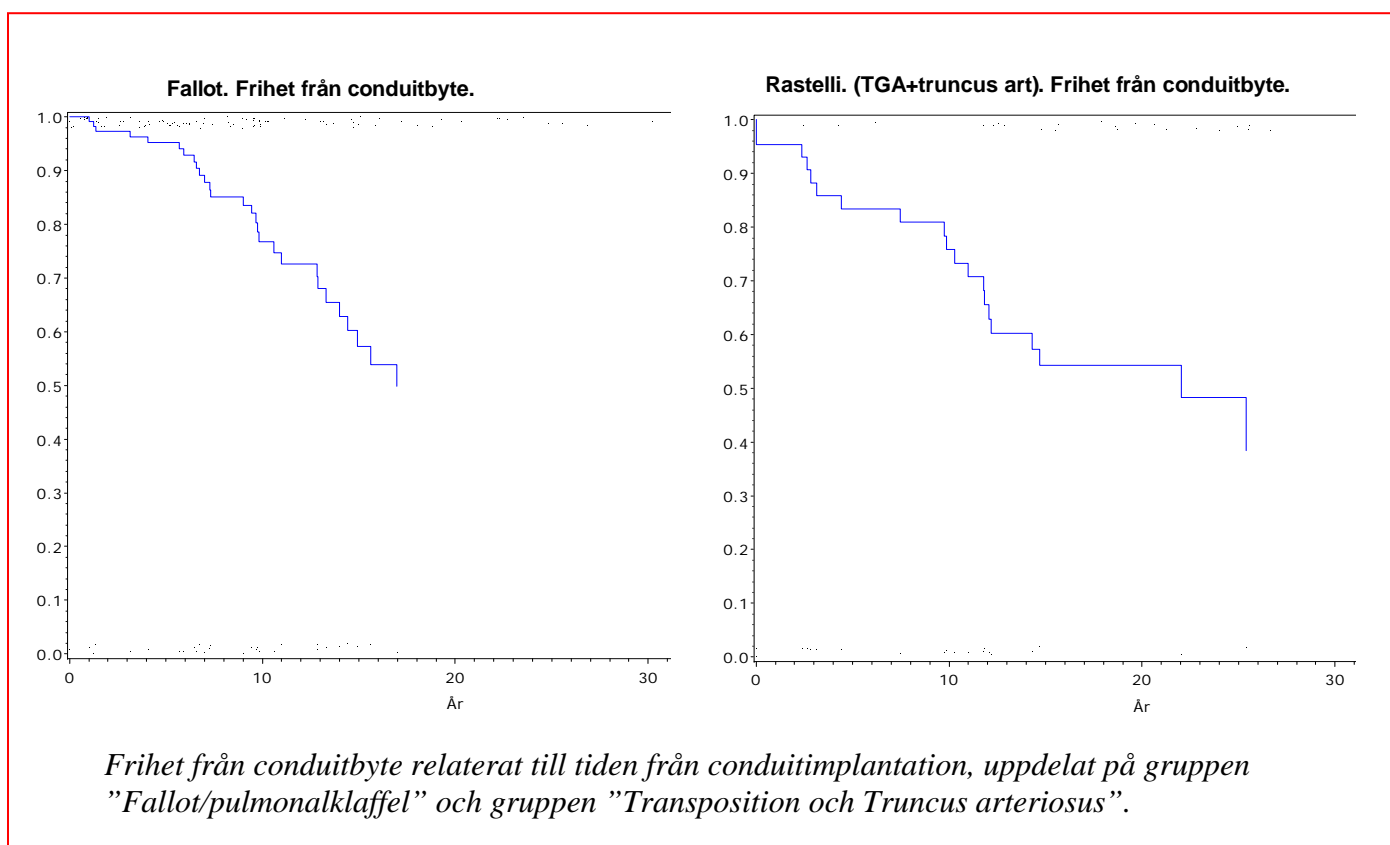 Fallot. Frihet från conduitbyte.
1.0
0.9
0.8
0.7
0.6
0.5
0.4
0.3
0.2
0.1
0.0
0 10 20 30
År
Rastelli. (TGA+truncus art). Frihet från conduitbyte.
1.0
0.9
0.8
0.7
0.6
0.5
0.4
0.3
0.2
0.1
0.0
0 10 20 30
År
Frihet från conduitbyte relaterat till tiden från conduitimplantation, uppdelat på gruppen
”Fallot/pulmonalklaffel” och gruppen ”Transposition och Truncus arteriosus”.